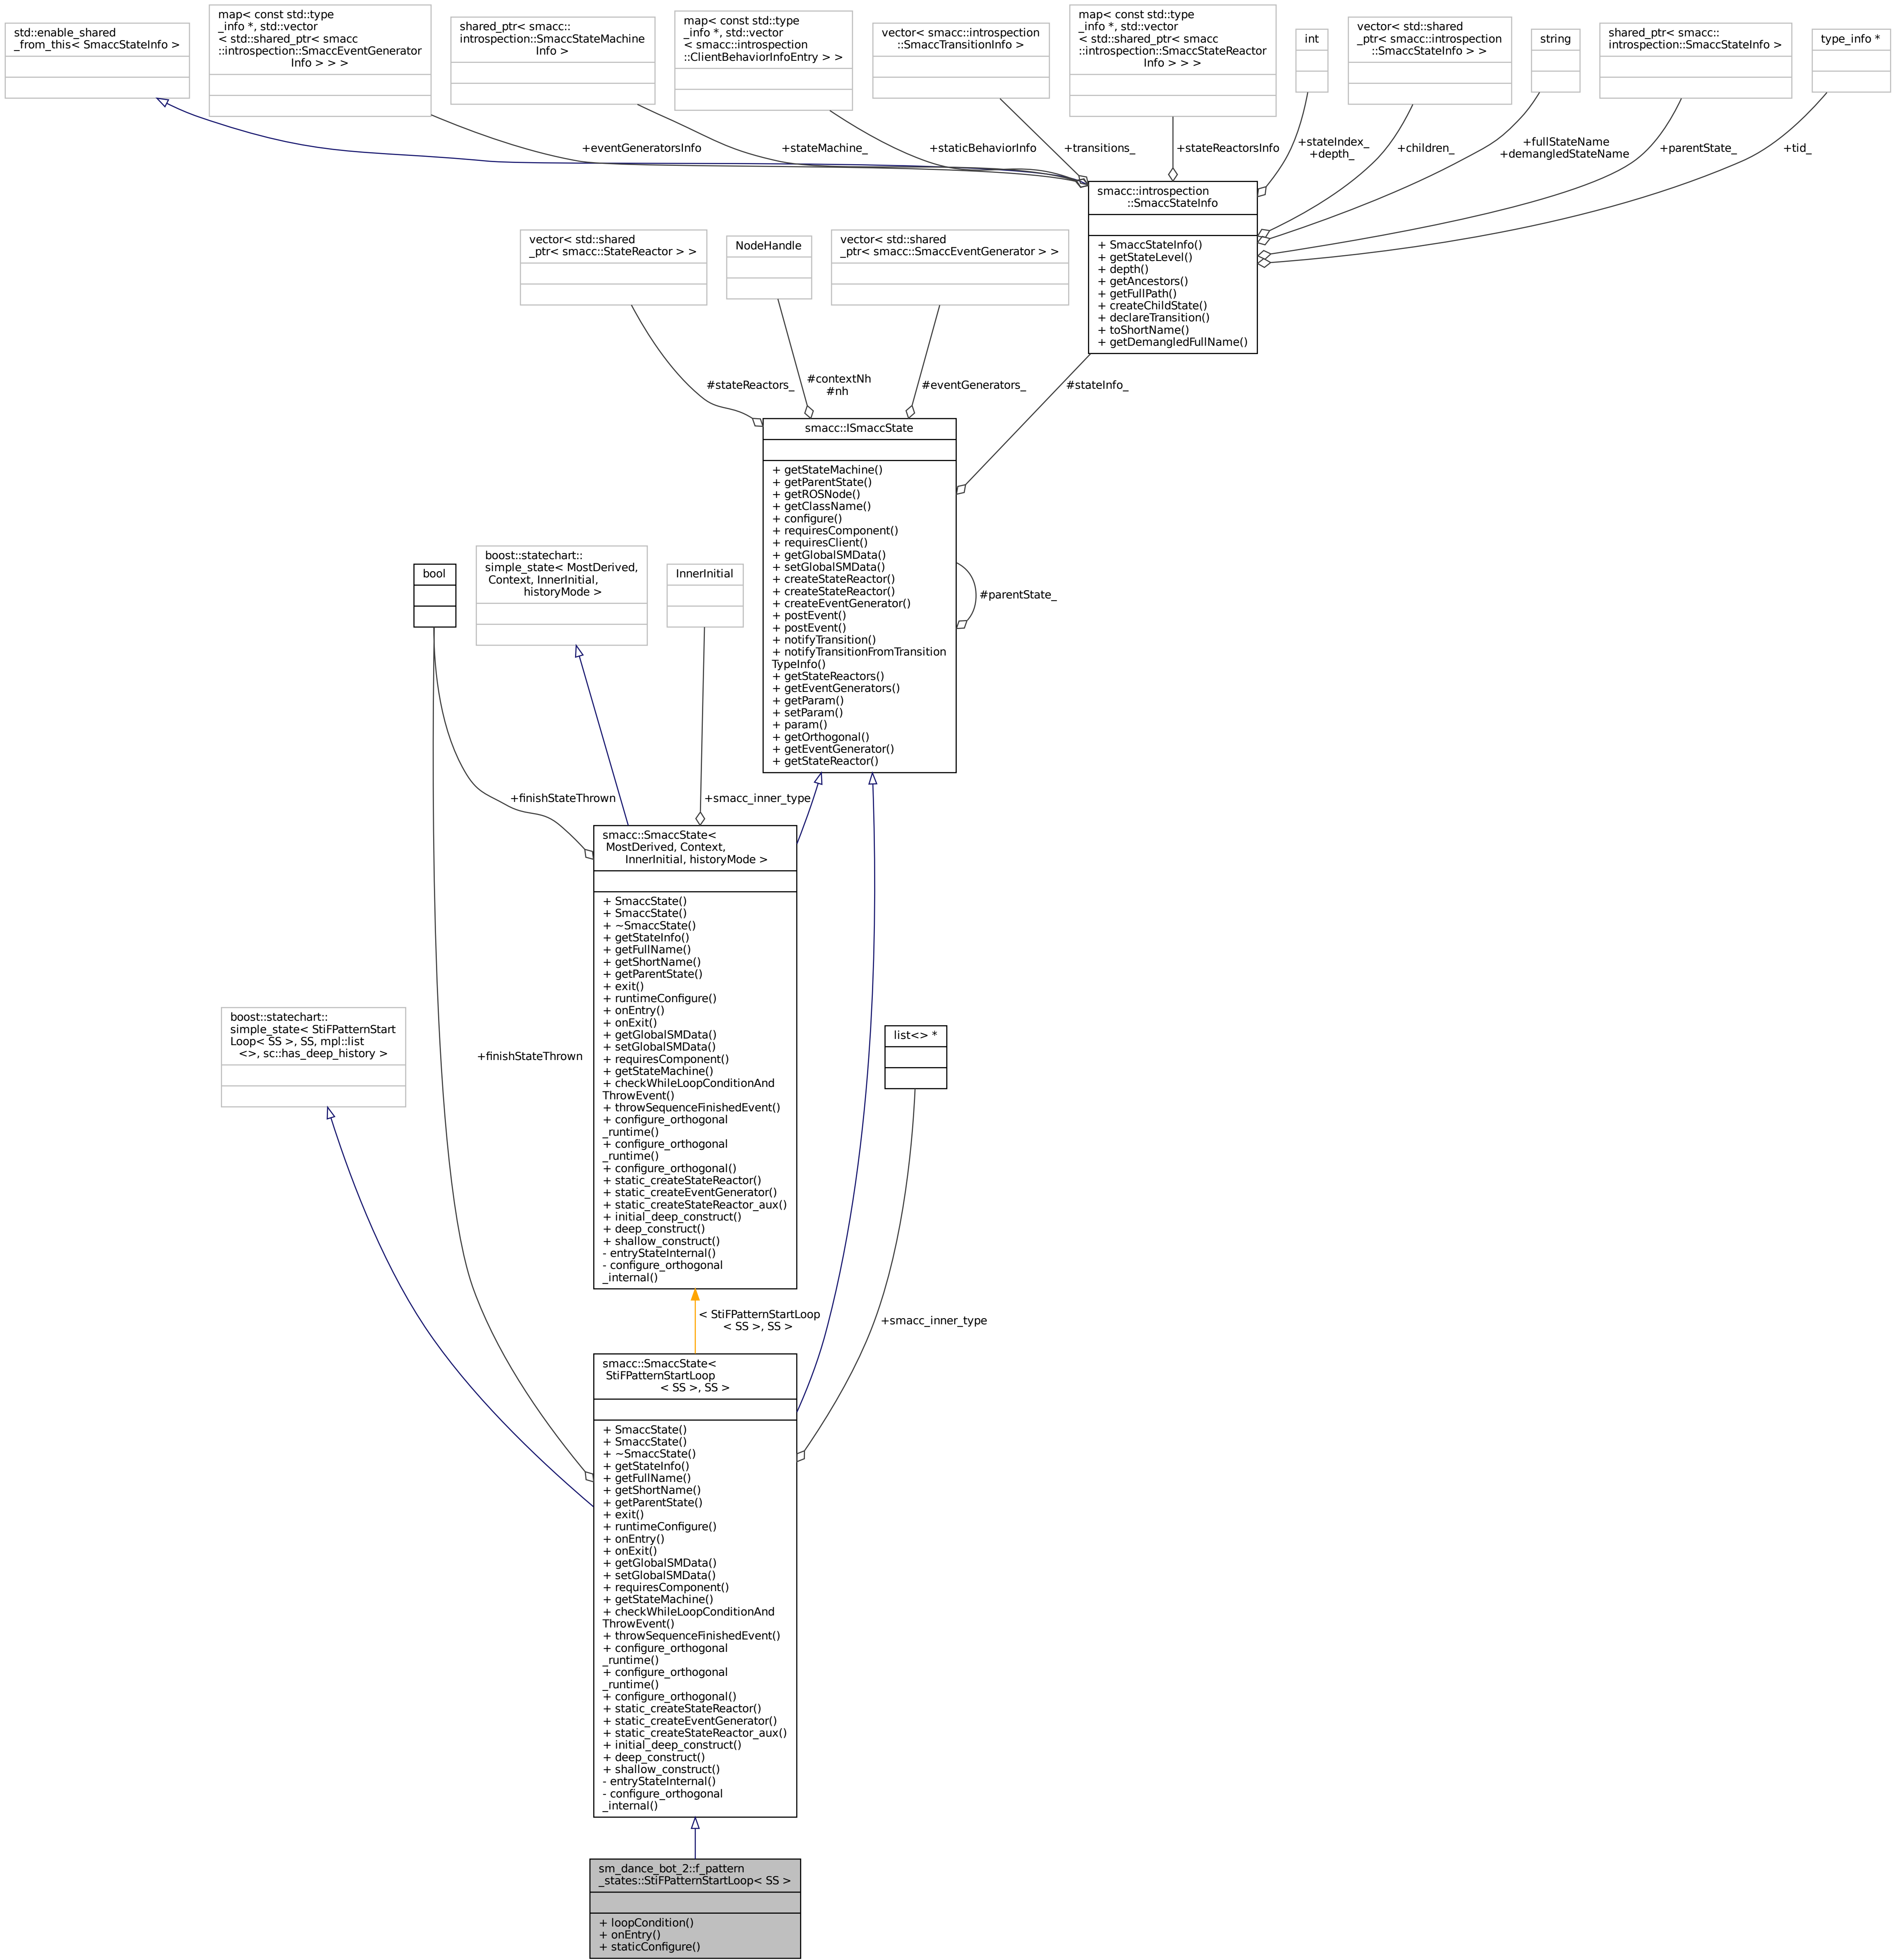 std::enable_shared
_from_this< SmaccStateInfo >
map< const std::type
_info *, std::vector
< std::shared_ptr< smacc
::introspection::SmaccEventGenerator
Info > > >
shared_ptr< smacc::
introspection::SmaccStateMachine
Info >
map< const std::type
_info *, std::vector
< smacc::introspection
::ClientBehaviorInfoEntry > >
vector< smacc::introspection
::SmaccTransitionInfo >
map< const std::type
_info *, std::vector
< std::shared_ptr< smacc
::introspection::SmaccStateReactor
Info > > >
int
vector< std::shared
_ptr< smacc::introspection
::SmaccStateInfo > >
string
shared_ptr< smacc::
introspection::SmaccStateInfo >
type_info *
+eventGeneratorsInfo
+stateMachine_
+staticBehaviorInfo
+transitions_
+stateReactorsInfo
+stateIndex_
+depth_
+children_
+fullStateName
+demangledStateName
+parentState_
+tid_
smacc::introspection
::SmaccStateInfo
+ SmaccStateInfo()
+ getStateLevel()
+ depth()
+ getAncestors()
+ getFullPath()
+ createChildState()
+ declareTransition()
+ toShortName()
+ getDemangledFullName()
vector< std::shared
_ptr< smacc::StateReactor > >
NodeHandle
vector< std::shared
_ptr< smacc::SmaccEventGenerator > >
#stateReactors_
#contextNh
#nh
#eventGenerators_
#stateInfo_
smacc::ISmaccState
+ getStateMachine()
+ getParentState()
+ getROSNode()
+ getClassName()
+ configure()
+ requiresComponent()
+ requiresClient()
+ getGlobalSMData()
+ setGlobalSMData()
+ createStateReactor()
+ createStateReactor()
+ createEventGenerator()
+ postEvent()
+ postEvent()
+ notifyTransition()
+ notifyTransitionFromTransition
TypeInfo()
+ getStateReactors()
+ getEventGenerators()
+ getParam()
+ setParam()
+ param()
+ getOrthogonal()
+ getEventGenerator()
+ getStateReactor()
#parentState_
bool
boost::statechart::
simple_state< MostDerived,
Context, InnerInitial,
historyMode >
InnerInitial
+finishStateThrown
+smacc_inner_type
smacc::SmaccState<
MostDerived, Context,
InnerInitial, historyMode >
+ SmaccState()
+ SmaccState()
+ ~SmaccState()
+ getStateInfo()
+ getFullName()
+ getShortName()
+ getParentState()
+ exit()
+ runtimeConfigure()
+ onEntry()
+ onExit()
+ getGlobalSMData()
+ setGlobalSMData()
+ requiresComponent()
+ getStateMachine()
+ checkWhileLoopConditionAnd
ThrowEvent()
+ throwSequenceFinishedEvent()
+ configure_orthogonal
_runtime()
+ configure_orthogonal
_runtime()
+ configure_orthogonal()
+ static_createStateReactor()
+ static_createEventGenerator()
+ static_createStateReactor_aux()
+ initial_deep_construct()
+ deep_construct()
+ shallow_construct()
- entryStateInternal()
- configure_orthogonal
_internal()
boost::statechart::
simple_state< StiFPatternStart
Loop< SS >, SS, mpl::list
<>, sc::has_deep_history >
+finishStateThrown
list<> *
< StiFPatternStartLoop
< SS >, SS >
+smacc_inner_type
smacc::SmaccState<
StiFPatternStartLoop
< SS >, SS >
+ SmaccState()
+ SmaccState()
+ ~SmaccState()
+ getStateInfo()
+ getFullName()
+ getShortName()
+ getParentState()
+ exit()
+ runtimeConfigure()
+ onEntry()
+ onExit()
+ getGlobalSMData()
+ setGlobalSMData()
+ requiresComponent()
+ getStateMachine()
+ checkWhileLoopConditionAnd
ThrowEvent()
+ throwSequenceFinishedEvent()
+ configure_orthogonal
_runtime()
+ configure_orthogonal
_runtime()
+ configure_orthogonal()
+ static_createStateReactor()
+ static_createEventGenerator()
+ static_createStateReactor_aux()
+ initial_deep_construct()
+ deep_construct()
+ shallow_construct()
- entryStateInternal()
- configure_orthogonal
_internal()
sm_dance_bot_2::f_pattern
_states::StiFPatternStartLoop< SS >
+ loopCondition()
+ onEntry()
+ staticConfigure()